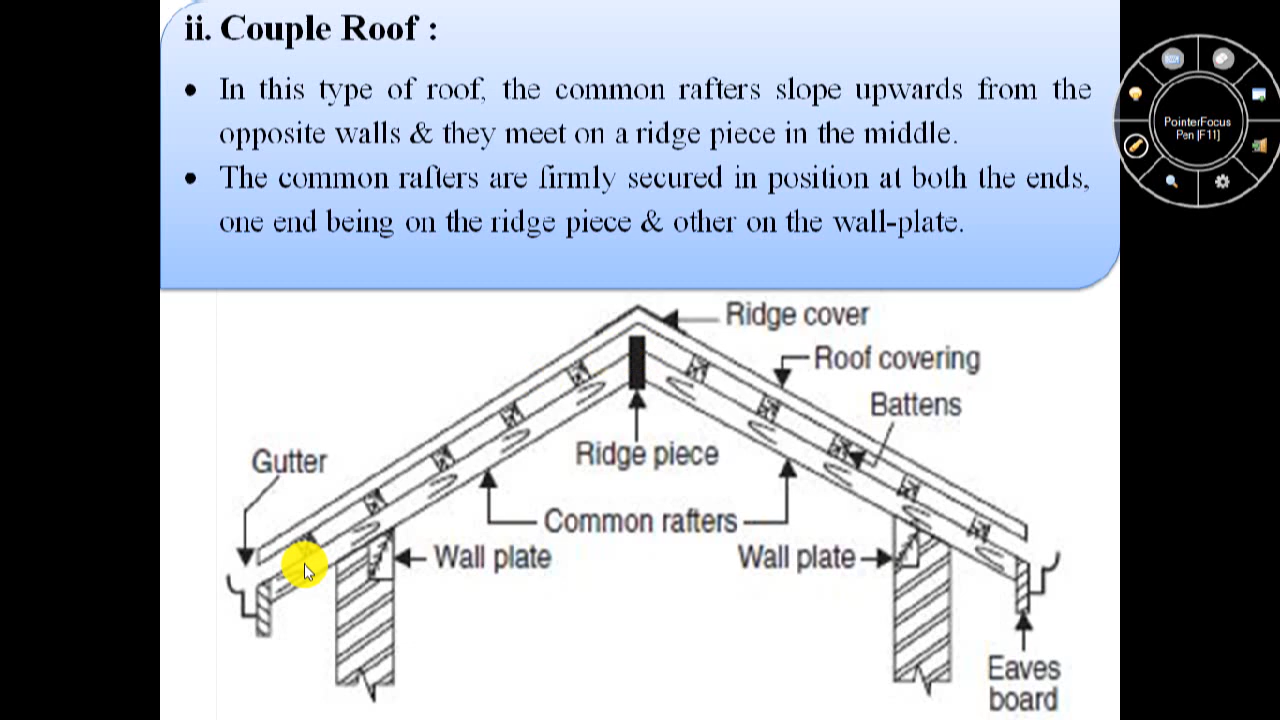 ii. Couple Roof :
• In this type of roof, the common rafters slope upwards from the
opposite walls & they meet on a ridge piece in the middle.
• The common rafters are firmly secured in position at both the ends,
one end being on the ridge piece & other on the wall-plate.
PointerFocus
Pen [F11]
Ridge cover
Roof covering
Battens
Ridge piece
Gutter
Common rafters
Wall plate
Wall plate
Eaves
board